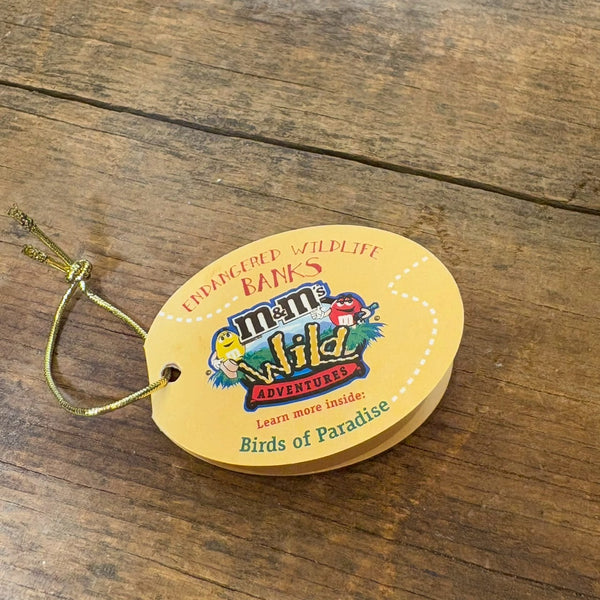 ENDANGERED WILDLIFE
BANKS
m&m's
Wild
ADVENTURES
Learn more inside:
Birds of Paradise